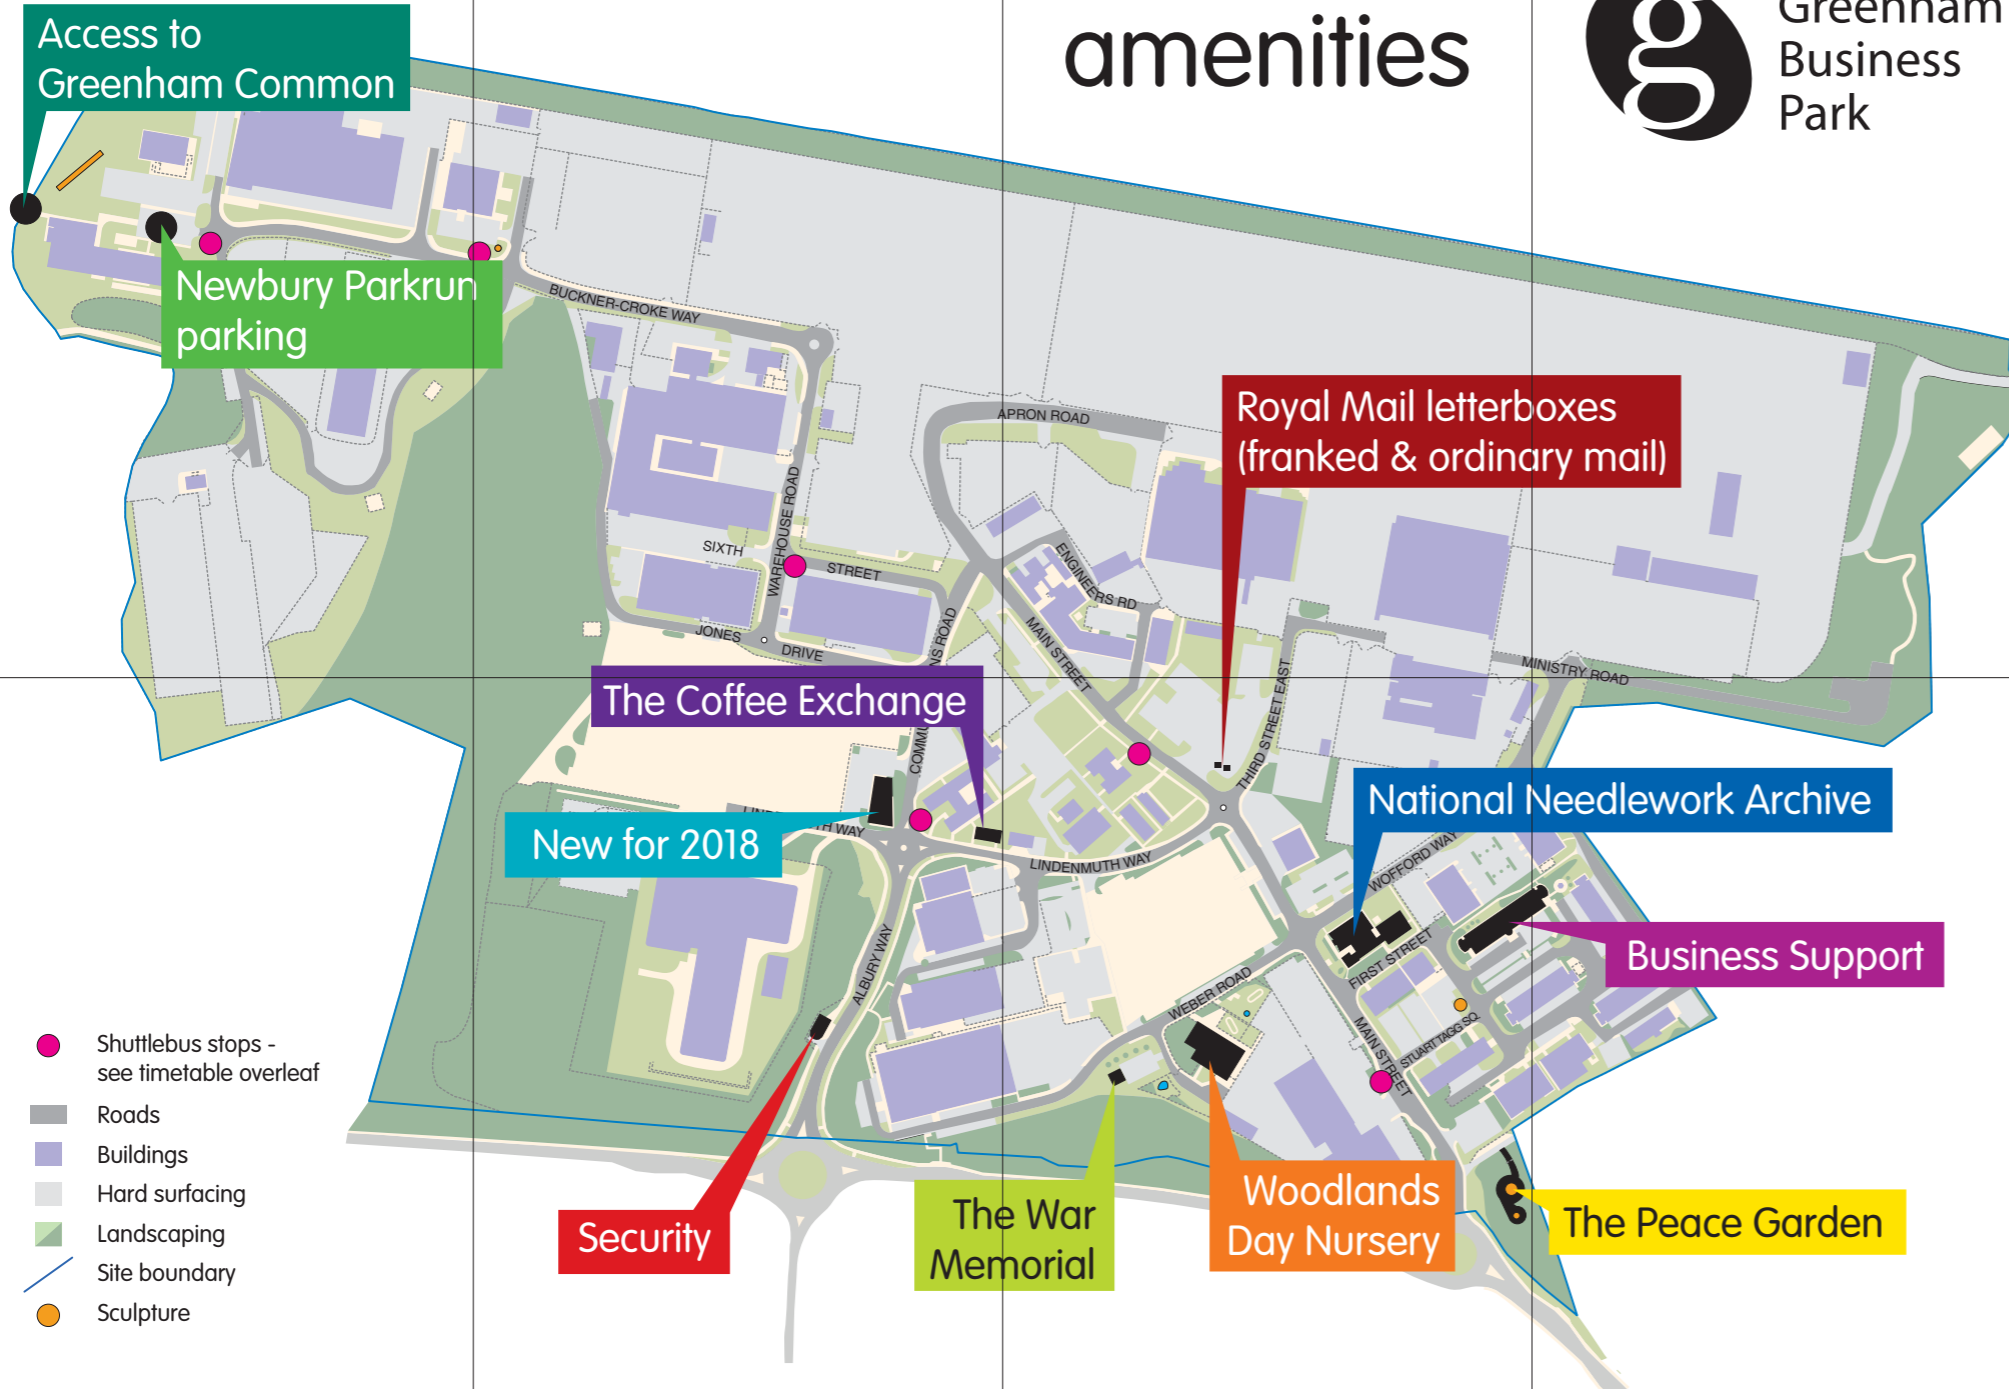 Access to
Greenham Common
amenities
Greenham
Business
Park
Newbury Parkrun
parking
BUCKNER-CROKE WAY
APRON ROAD
Royal Mail letterboxes
(franked & ordinary mail)
WAREHOUSE ROAD
SIXTH
STREET
ENGINEERS RD
JONES
DRIVE
NS ROAD
MAIN STREET
THIRD STREET EAST
MINISTRY ROAD
The Coffee Exchange
COMMU
National Needlework Archive
New for 2018
TH WAY
LINDENMUTH WAY
WOFFORD WAY
ALBURY WAY
FIRST STREET
Business Support
WEBER ROAD
MAIN STREET
STUART TAGG SQ.
Shuttlebus stops -
see timetable overleaf
Roads
Buildings
Hard surfacing
Landscaping
Site boundary
Sculpture
Security
The War
Memorial
Woodlands
Day Nursery
The Peace Garden